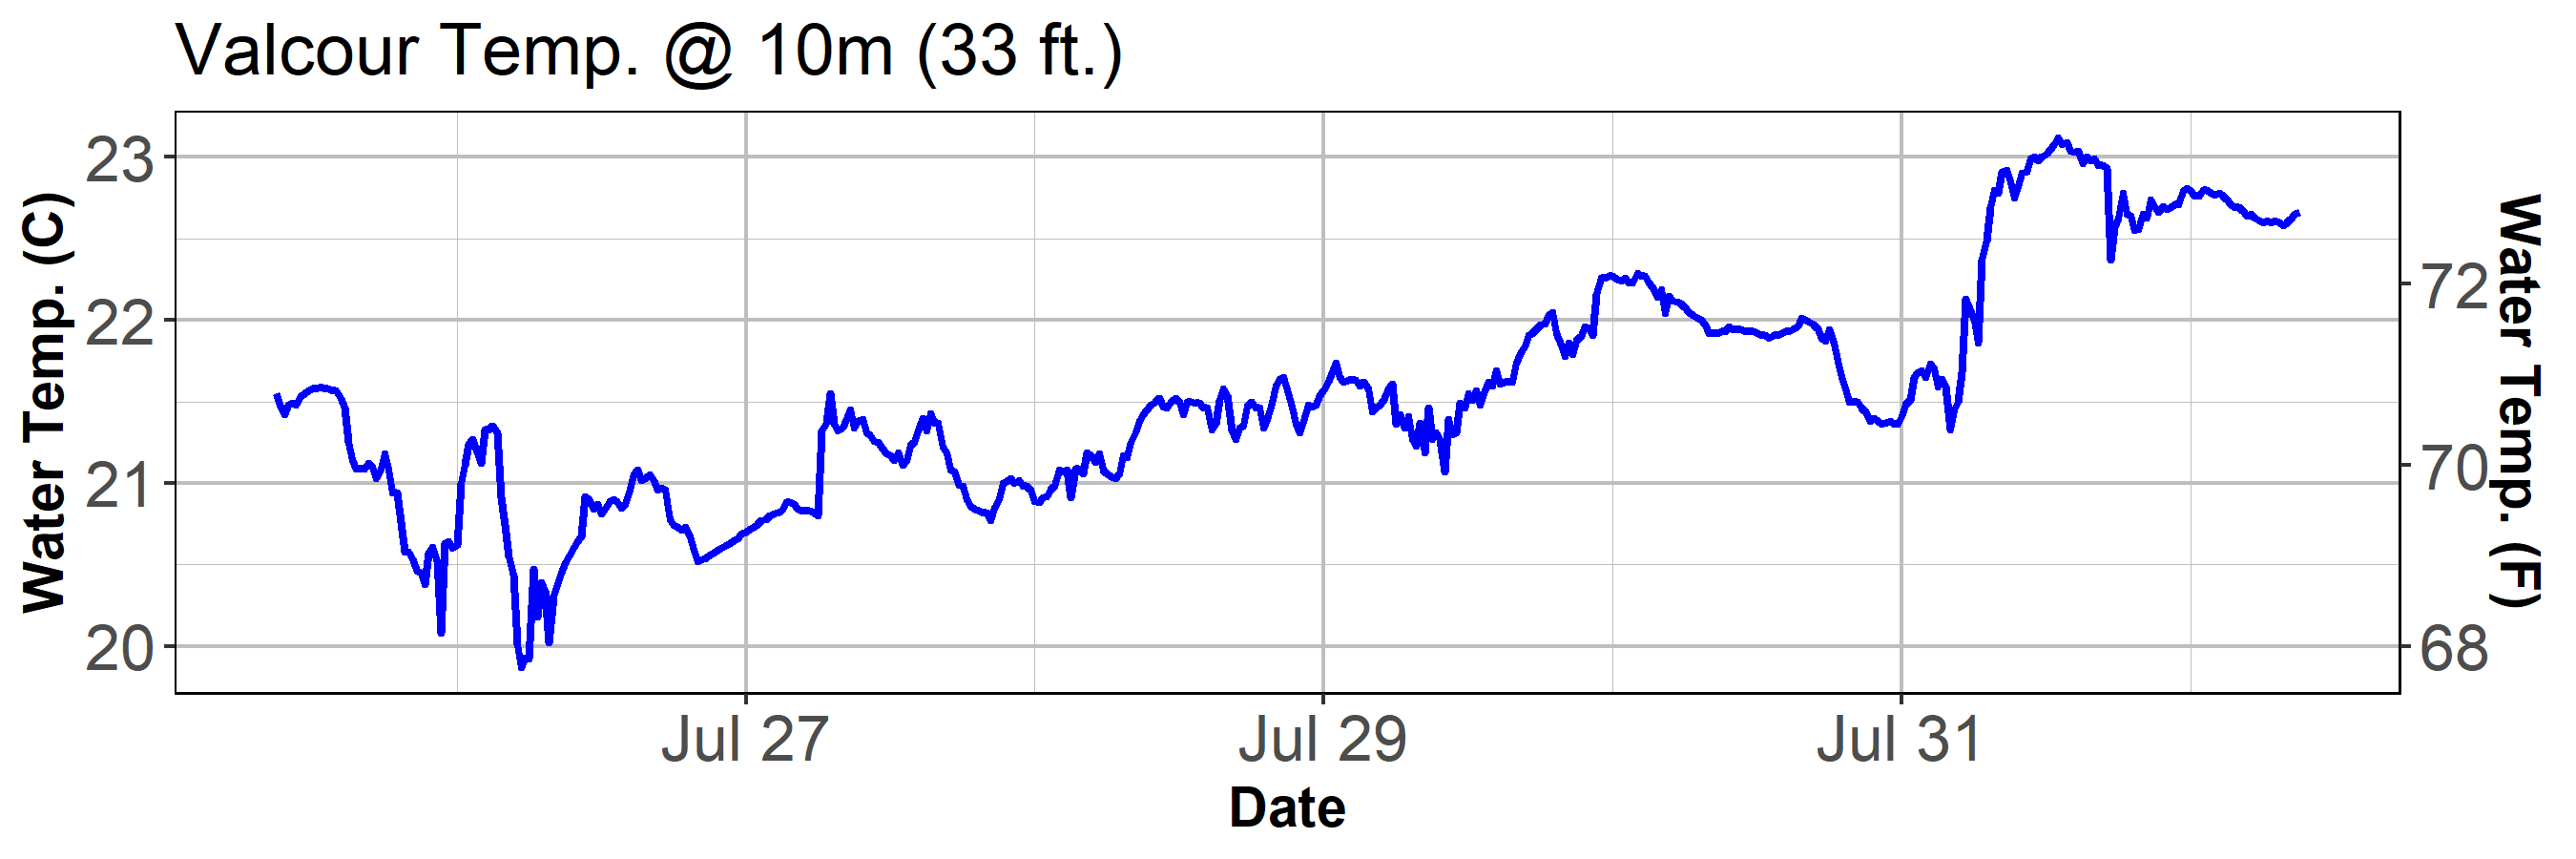 Valcour Temp. @ 10m (33 ft.)
Water Temp. (C)
23
22
21
20
72
70
68
Water Temp. (F)
Jul 27
Jul 29
Jul 31
Date